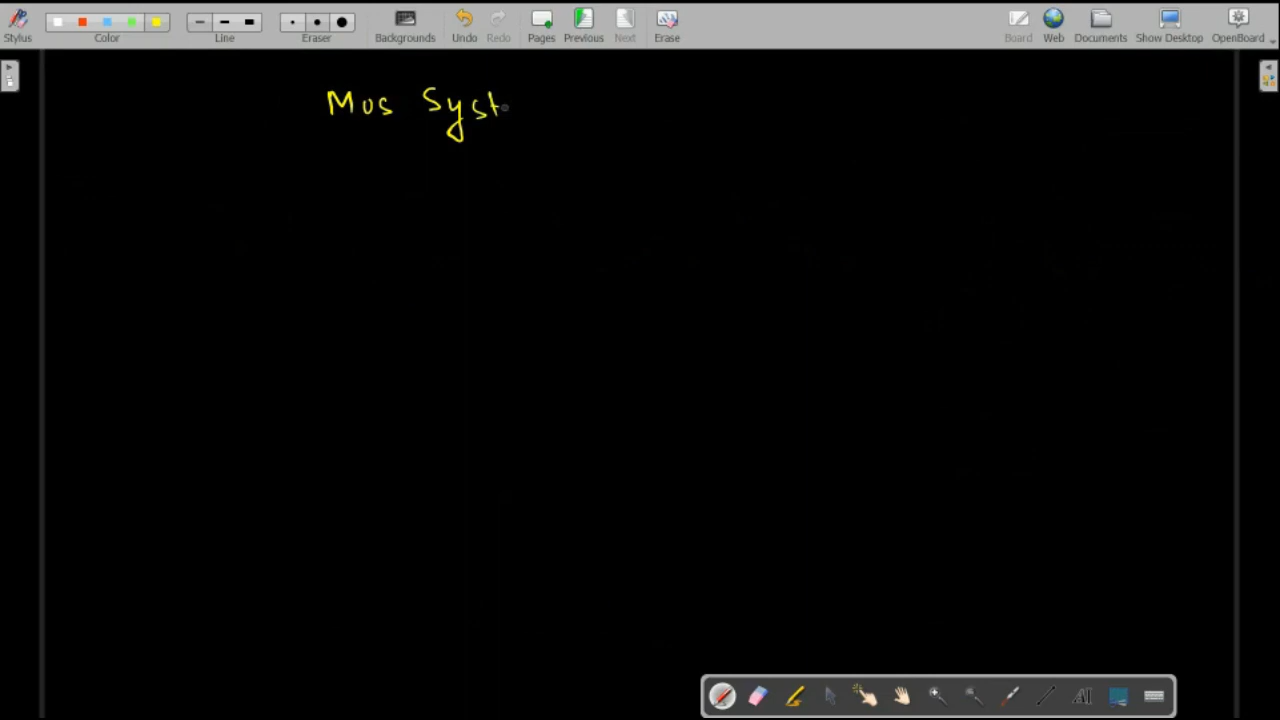 Stylus Color Line Eraser Backgrounds Undo Redo Pages Previous Next Erase Board Web Documents Show Desktop OpenBoard
Mos Syst
AI